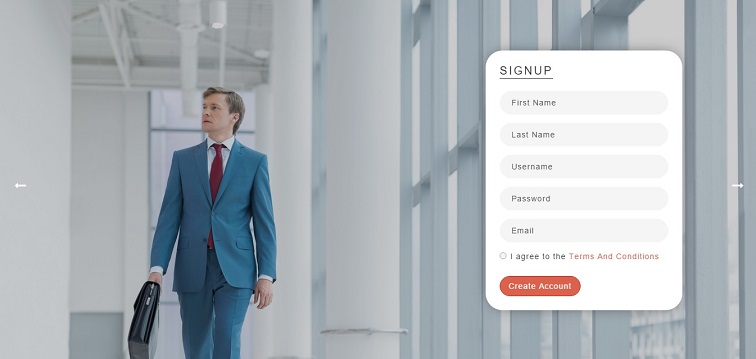 SIGNUP
First Name
Last Name
Username
Password
Email
I agree to the Terms And Conditions
Create Account